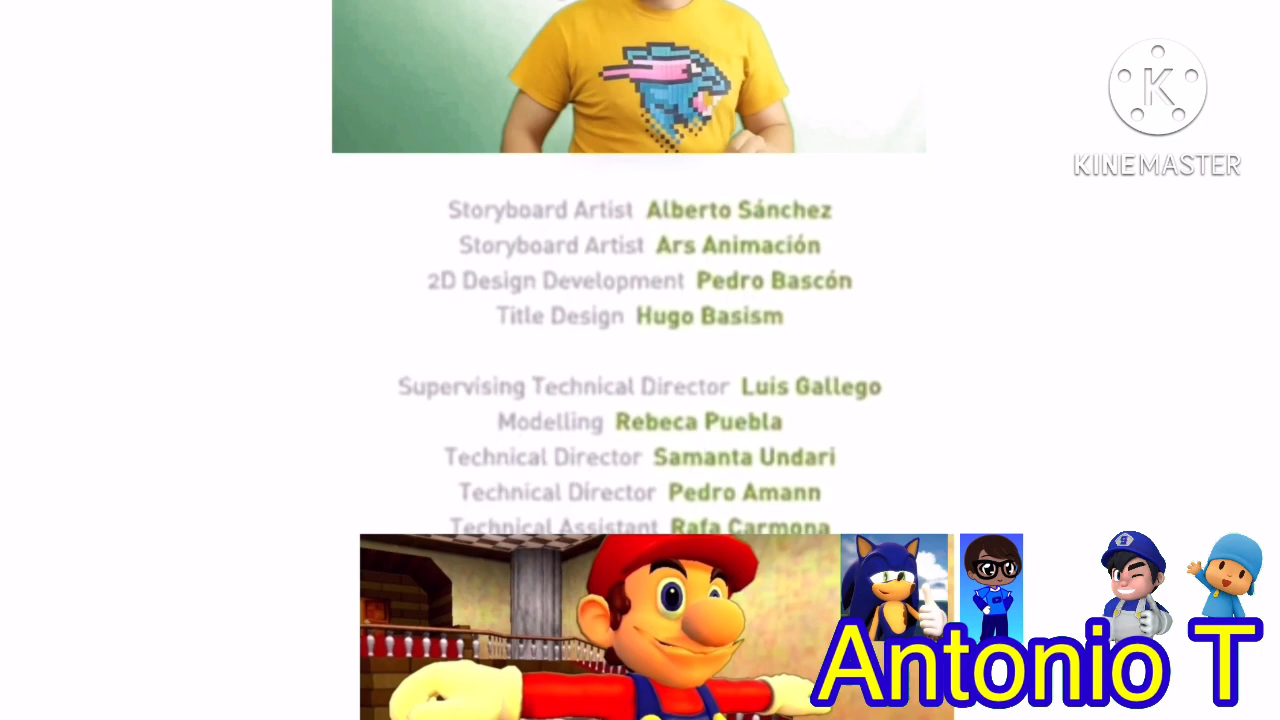 KINEMASTER
Storyboard Artist Alberto Sánchez
Storyboard Artist Ars Animación
2D Design Development Pedro Bascón
Title Design Hugo Basism
Supervising Technical Director Luis Gallego
Modelling Rebeca Puebla
Technical Director Samanta Undari
Technical Director Pedro Amann
Technical Assistant Rafa Carmona
Antonio T